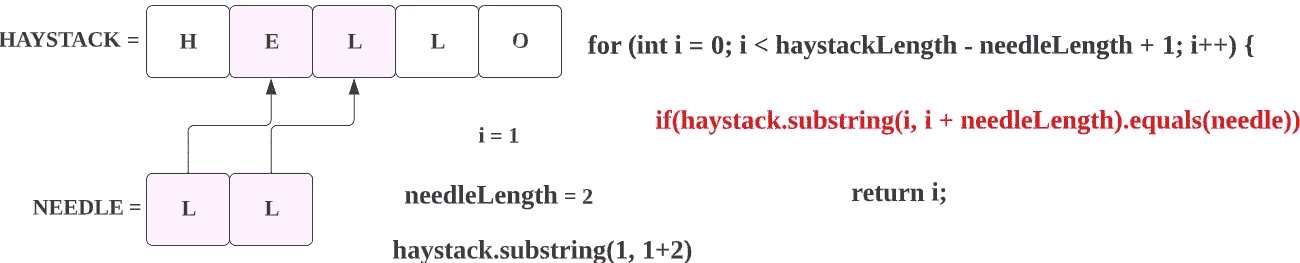 HAYSTACK = H E L L O
for (int i = 0; i < haystackLength - needleLength + 1; i++) {
if(haystack.substring(i, i + needleLength).equals(needle))
i = 1
needleLength = 2
return i;
NEEDLE = L L
haystack.substring(1, 1+2)